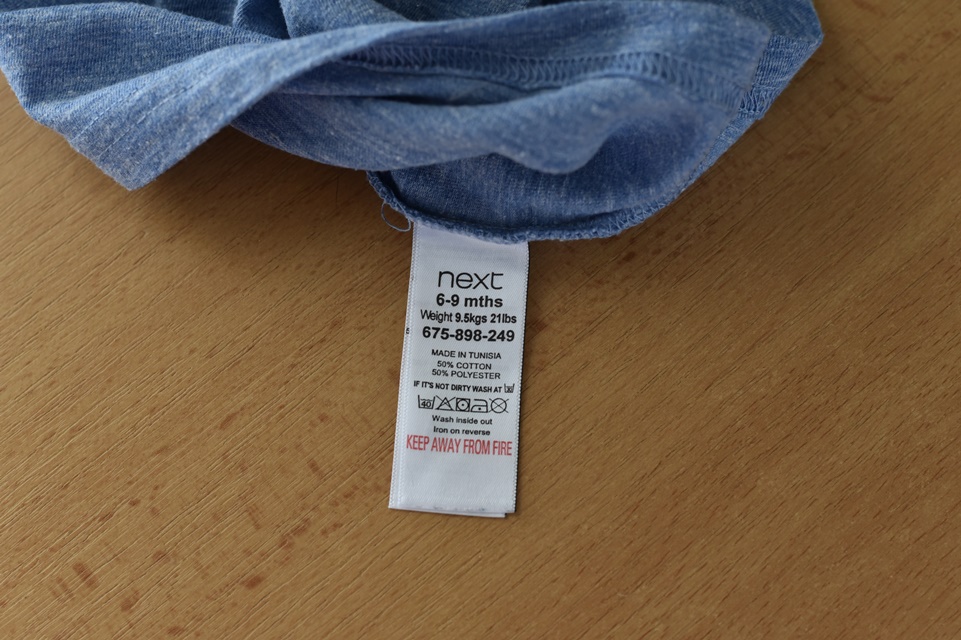 next
6-9 mths
Weight 9.5kgs 21lbs
675-898-249
MADE IN TUNISIA
50% COTTON
50% POLYESTER
IF IT'S NOT DIRTY WASH AT 30
40
Wash inside out
Iron on reverse
KEEP AWAY FROM FIRE